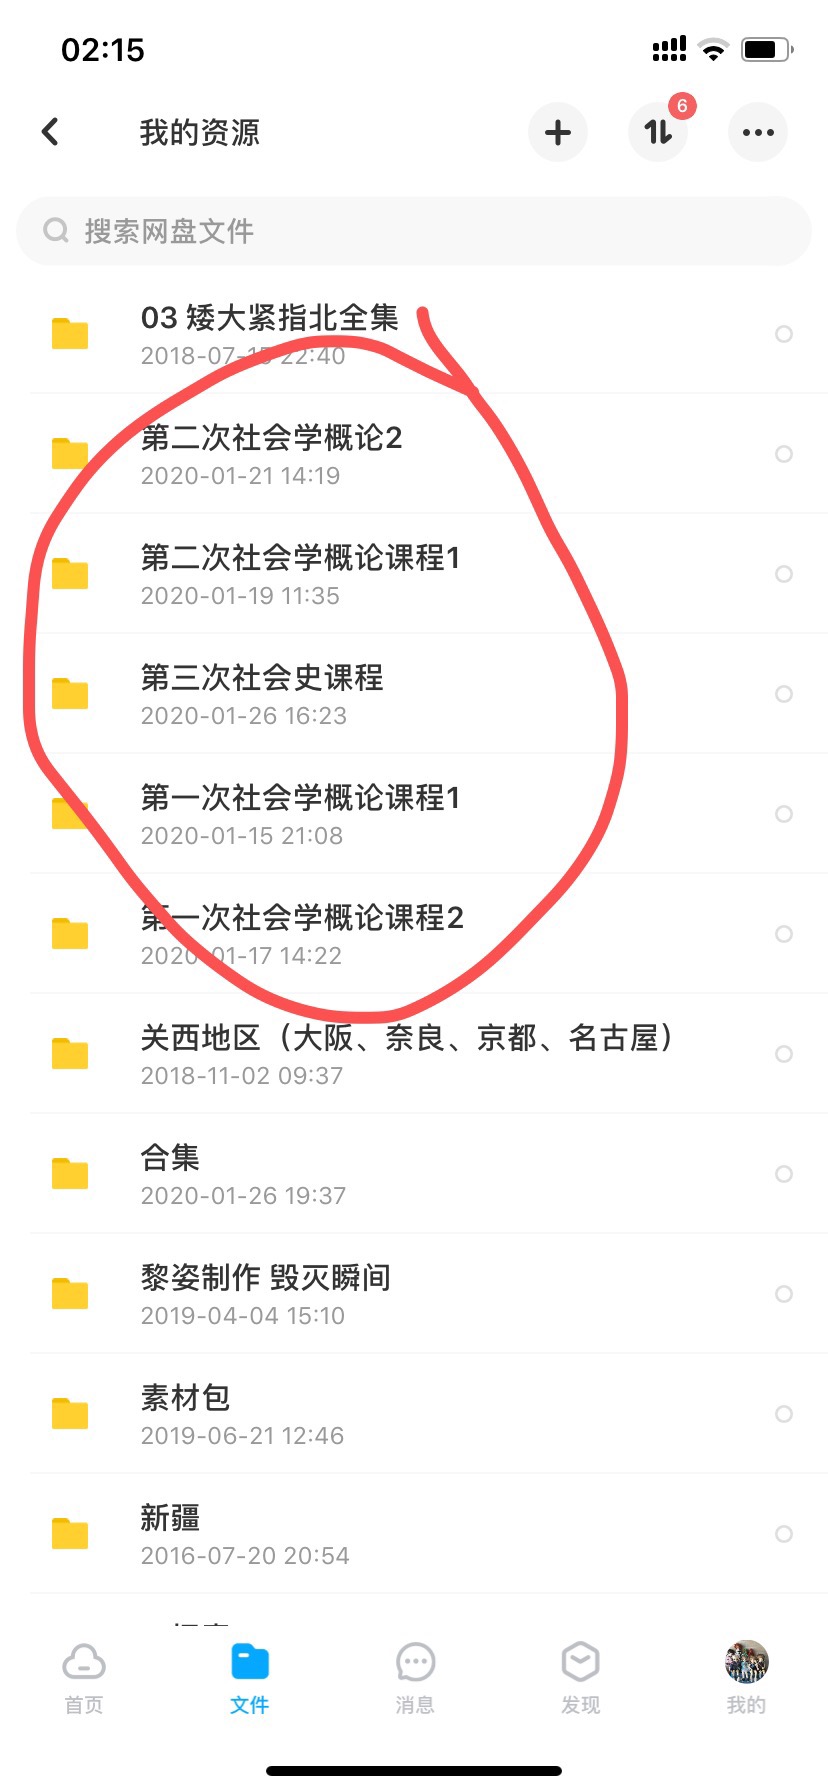 02:15
我的资源
6
搜索网盘文件
03 矮大紧指北全集
2018-07-15 22:40
第二次社会学概论2
2020-01-21 14:19
第二次社会学概论课程1
2020-01-19 11:35
第三次社会史课程
2020-01-26 16:23
第一次社会学概论课程1
2020-01-15 21:08
第一次社会学概论课程2
2020-01-17 14:22
关西地区（大阪、奈良、京都、名古屋）
2018-11-02 09:37
合集
2020-01-26 19:37
黎姿制作 毁灭瞬间
2019-04-04 15:10
素材包
2019-06-21 12:46
新疆
2016-07-20 20:54
首页
文件
消息
发现
我的